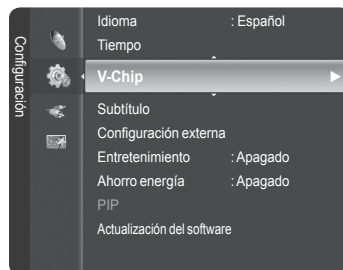 Configuración
Idioma : Español
Tiempo
V-Chip
Subtítulo
Configuración externa
Entretenimiento : Apagado
Ahorro energía : Apagado
PIP
Actualización del software